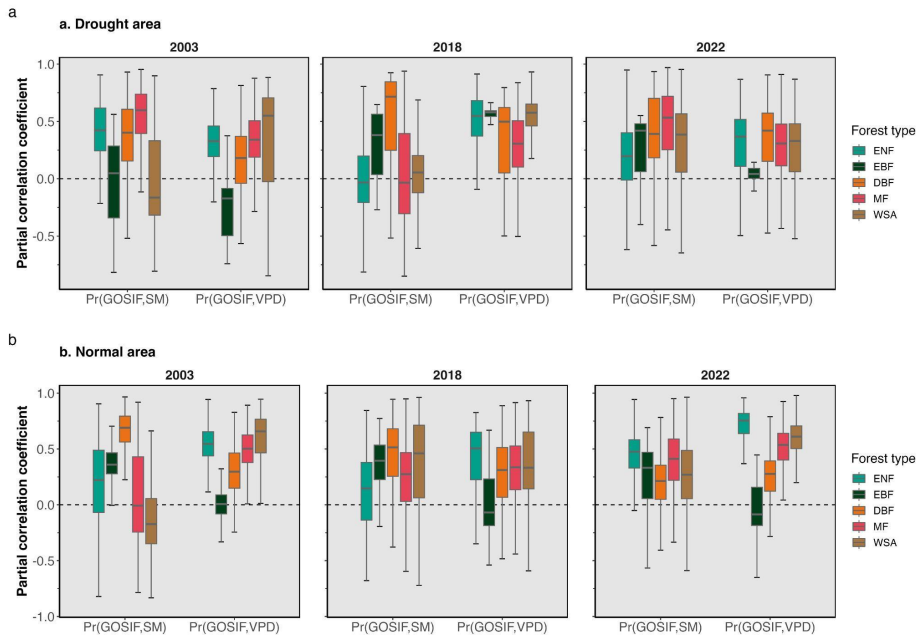 a
a. Drought area
2003
2018
2022
Partial correlation coefficient
1.0
0.5
0.0
-0.5
Pr(GOSIF,SM)
Pr(GOSIF,VPD)
Pr(GOSIF,SM)
Pr(GOSIF,VPD)
Pr(GOSIF,SM)
Pr(GOSIF,VPD)
Forest type
ENF
EBF
DBF
MF
WSA
b
b. Normal area
2003
2018
2022
Partial correlation coefficient
1.0
0.5
0.0
-0.5
-1.0
Pr(GOSIF,SM)
Pr(GOSIF,VPD)
Pr(GOSIF,SM)
Pr(GOSIF,VPD)
Pr(GOSIF,SM)
Pr(GOSIF,VPD)
Forest type
ENF
EBF
DBF
MF
WSA